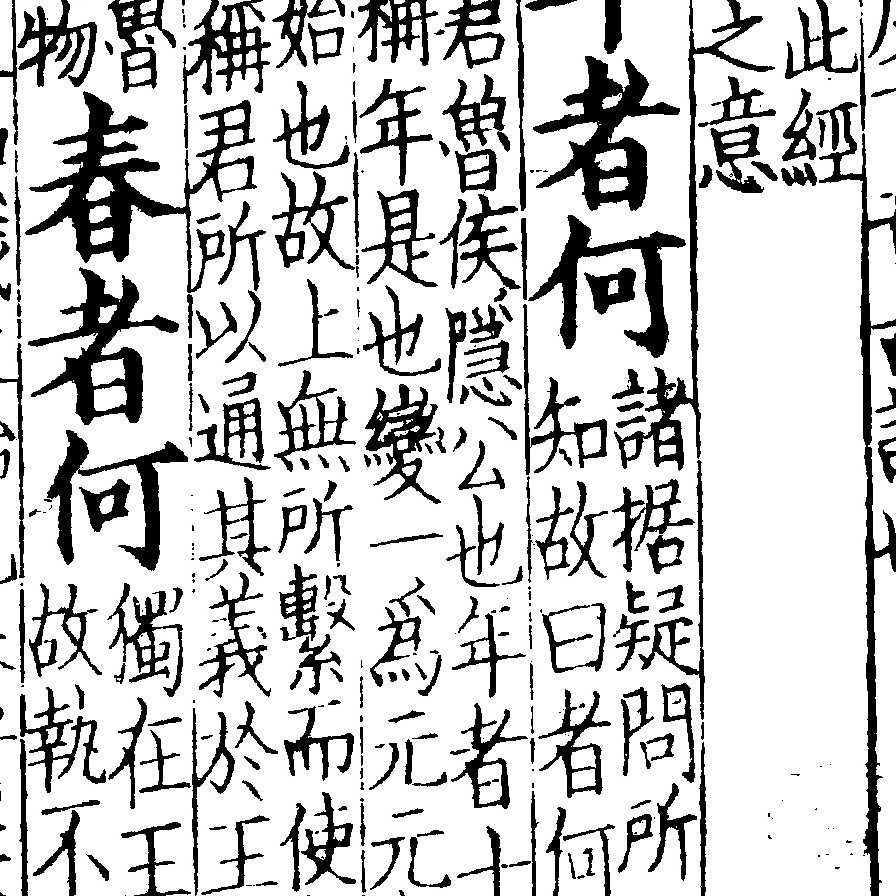 此經
之意
者何
諸据疑問所
知故曰者何
君魯侯隱公也年者十
稱年是也變一爲元元
始也故上無所繫而使
稱君所以通其義於王
魯
物
春者何
獨在王
故執不